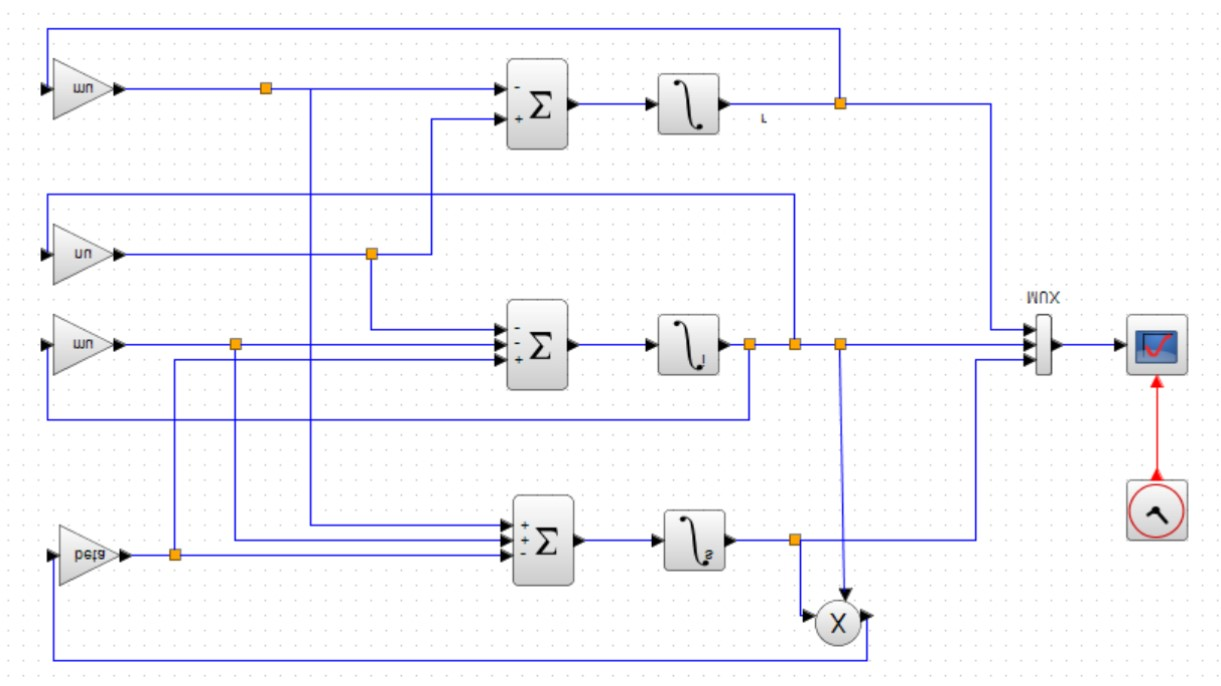 mu
-
+
Σ
∫
r
nu
MUX
mu
-
-
+
Σ
∫
i
beta
+
+
-
Σ
∫
s
X